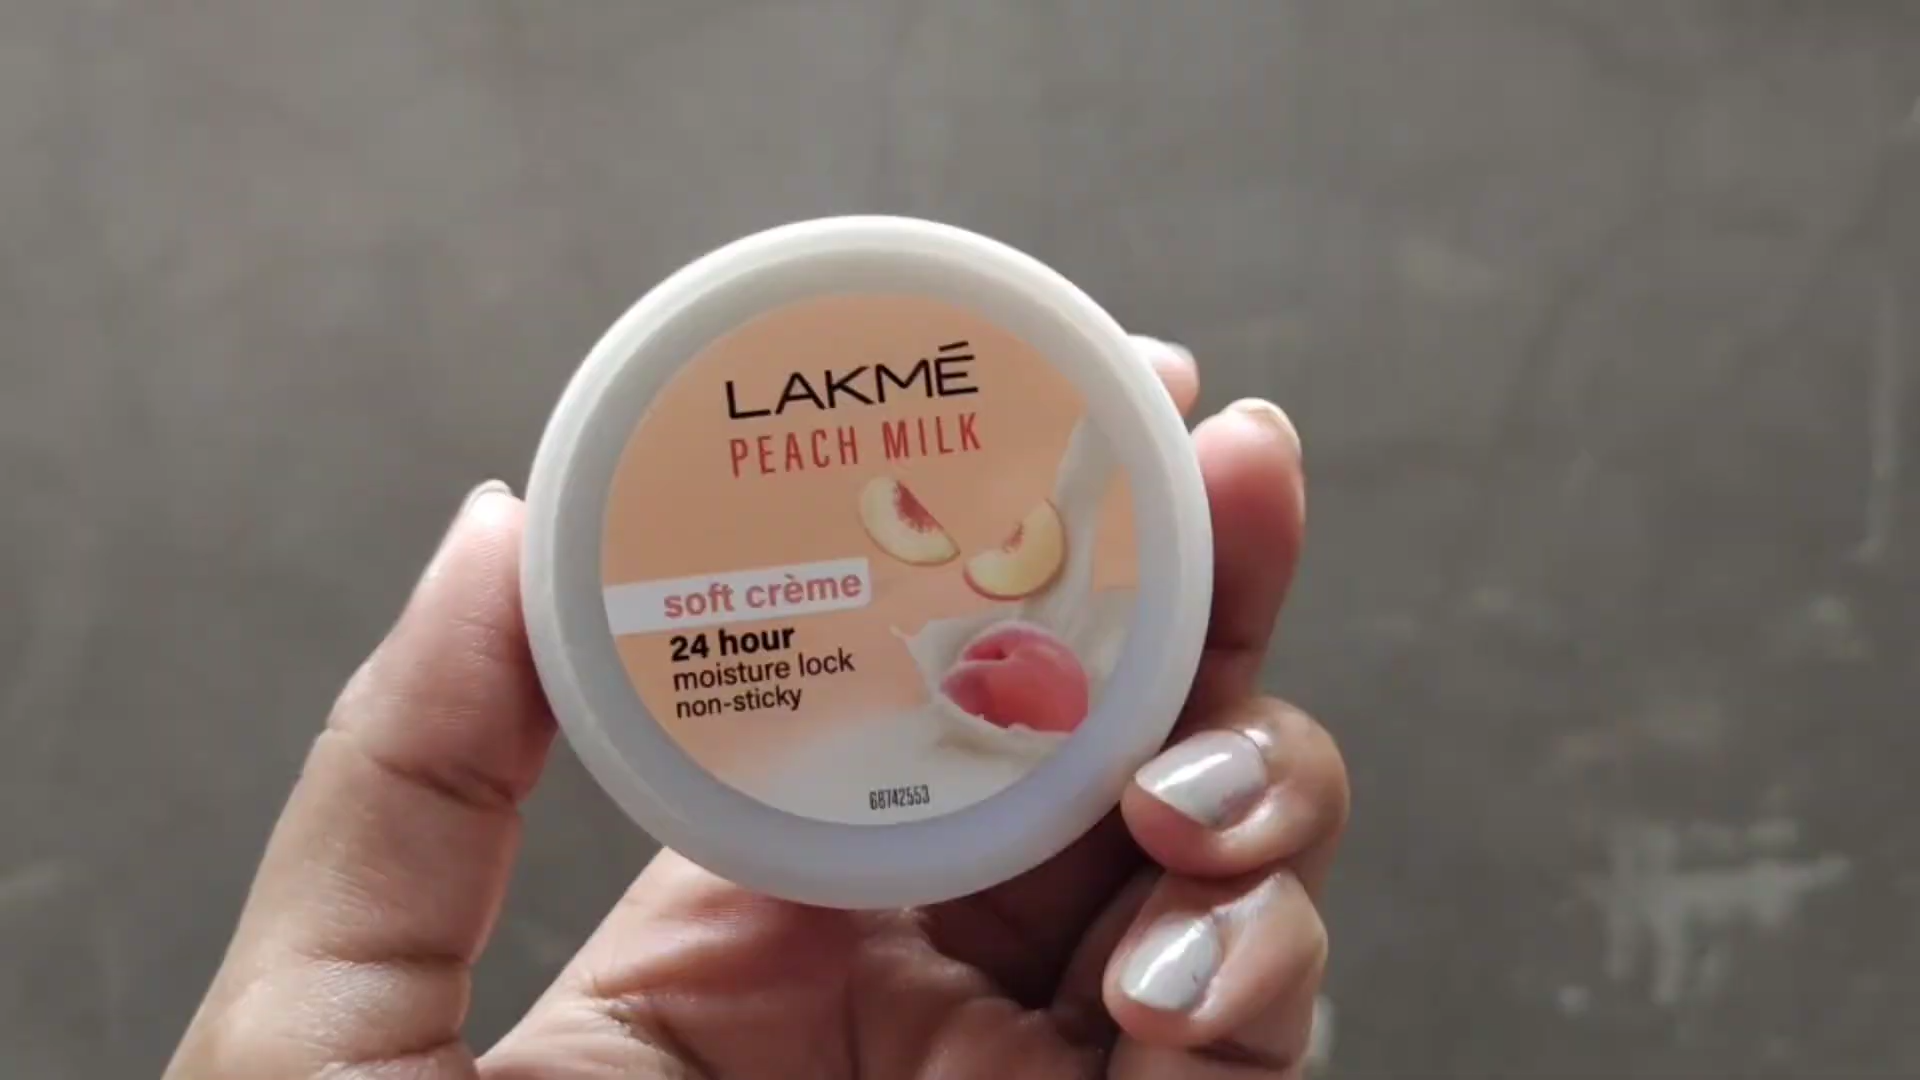 LAKMÉ
PEACH MILK
soft crème
24 hour
moisture lock
non-sticky
68742553